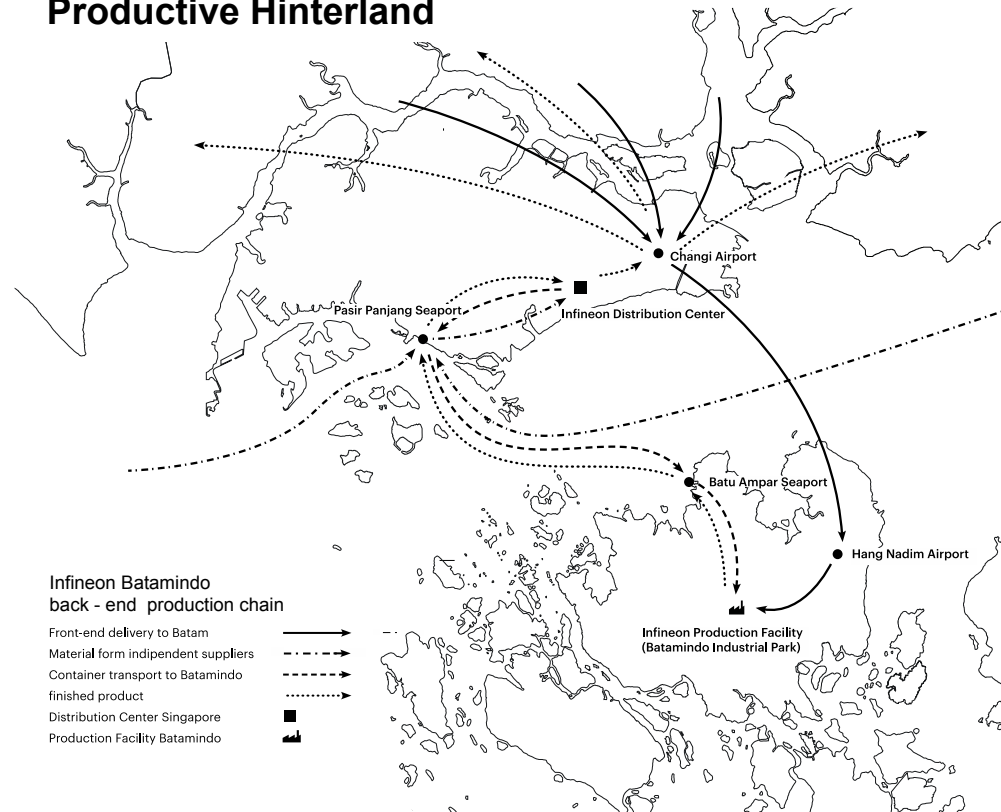 Productive Hinterland
Changi Airport
Pasir Panjang Seaport
Infineon Distribution Center
Batu Ampar Seaport
Hang Nadim Airport
Infineon Production Facility
(Batamindo Industrial Park)
Infineon Batamindo
back - end production chain
Front-end delivery to Batam
Material form indipendent suppliers
Container transport to Batamindo
finished product
Distribution Center Singapore
Production Facility Batamindo